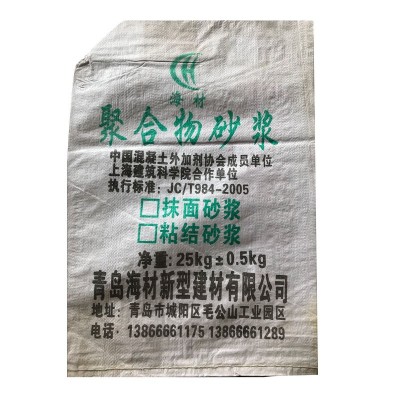 海材
聚合物砂浆
中国混凝土外加剂协会成员单位
上海建筑科学院合作单位
执行标准: JC/T984-2005
□抹面砂浆
□粘结砂浆
净重: 25kg±0.5kg
青岛海材新型建材有限公司
地址: 青岛市城阳区毛公山工业园区
电话· 13866661175 13866661289